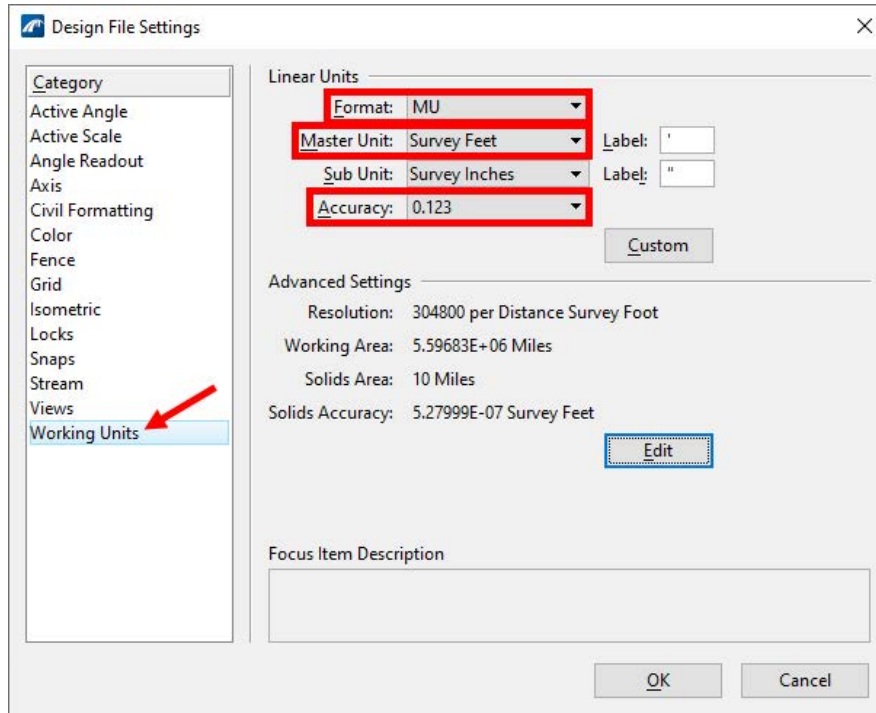 Design File Settings
Category
Active Angle
Active Scale
Angle Readout
Axis
Civil Formatting
Color
Fence
Grid
Isometric
Locks
Snaps
Stream
Views
Working Units
Linear Units
Format: MU
Master Unit: Survey Feet Label: '
Sub Unit: Survey Inches Label: "
Accuracy: 0.123
Custom
Advanced Settings
Resolution: 304800 per Distance Survey Foot
Working Area: 5.59683E+06 Miles
Solids Area: 10 Miles
Solids Accuracy: 5.27999E-07 Survey Feet
Edit
Focus Item Description
OK Cancel